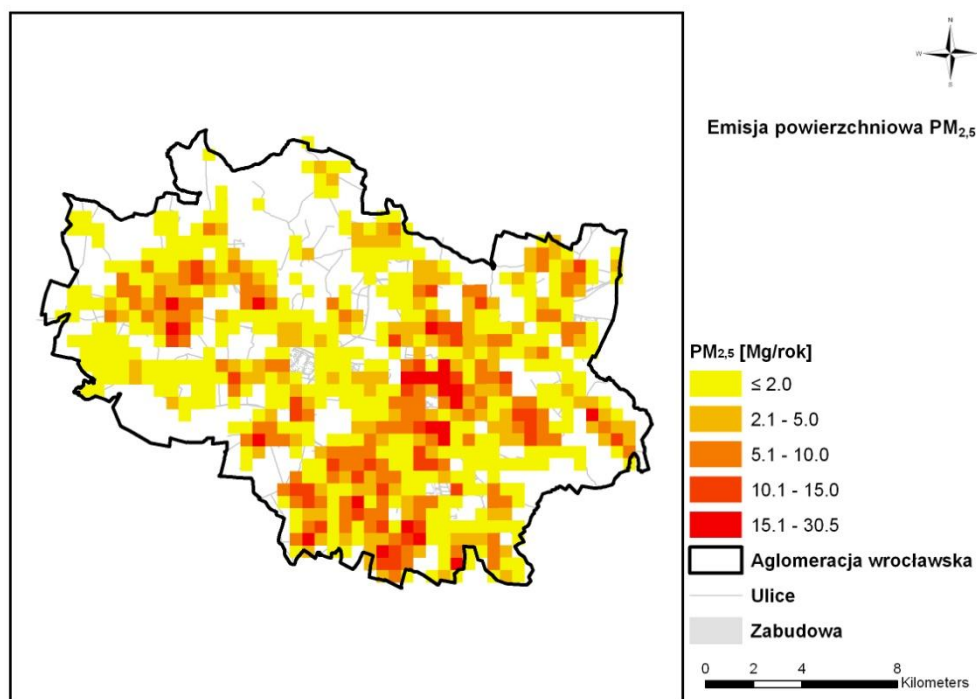 N
W
S
Emisja powierzchniowa PM2,5
PM2,5 [Mg/rok]
≤ 2.0
2.1 - 5.0
5.1 - 10.0
10.1 - 15.0
15.1 - 30.5
Aglomeracja wrocławska
Ulice
Zabudowa
0 2 4 8
Kilometers